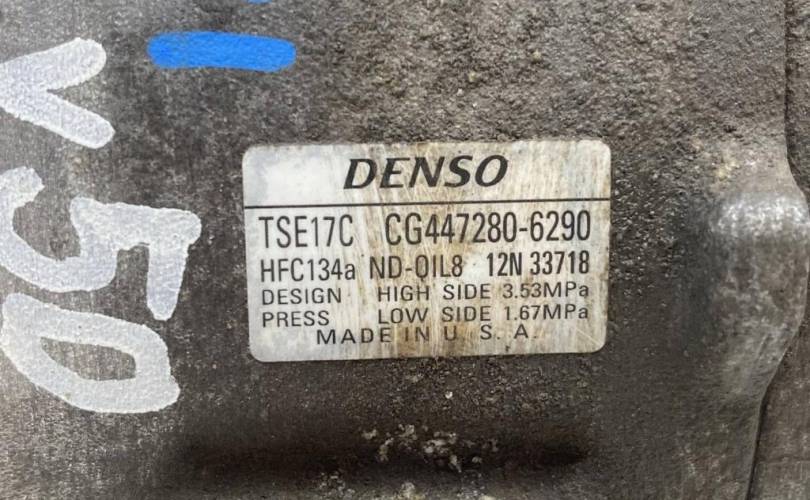 V50
DENSO
TSE17C CG447280-6290
HFC134a ND-OIL8 12N 33718
DESIGN HIGH SIDE 3.53MPa
PRESS LOW SIDE 1.67MPa
MADE IN U. S. A.